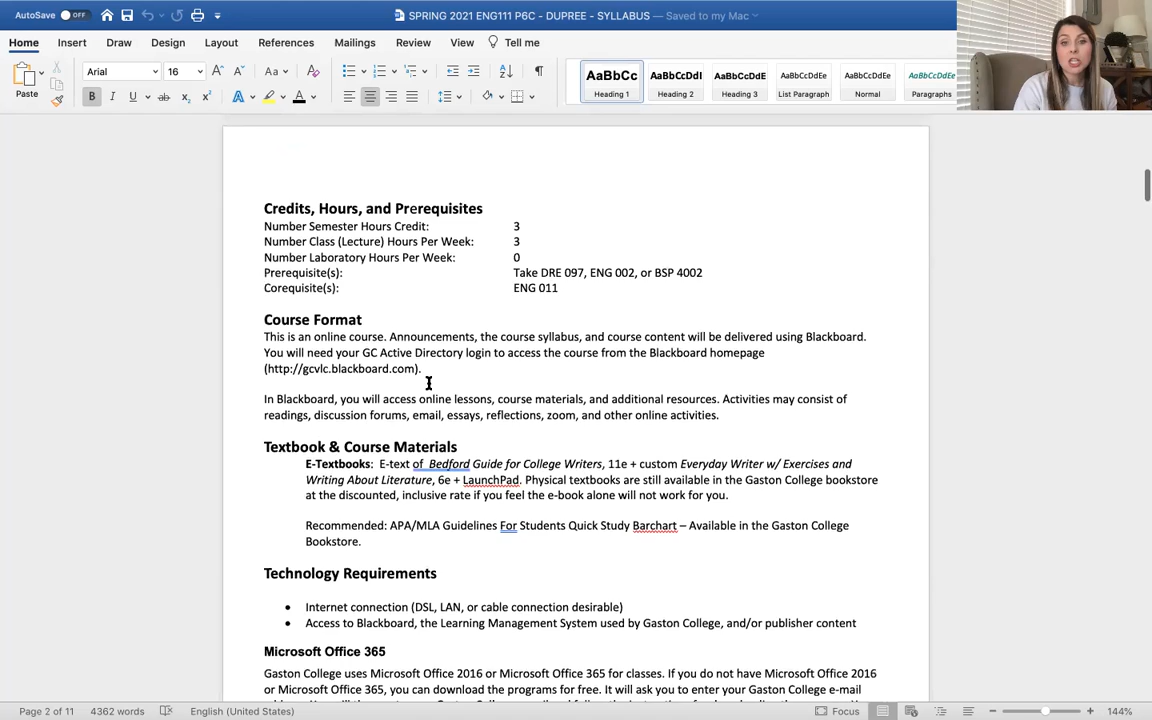 AutoSave OFF SPRING 2021 ENG111 P6C - DUPREE - SYLLABUS — Saved to my Mac
Home Insert Draw Design Layout References Mailings Review View Tell me
Paste Arial 16 A A Aa A AaBbCc AaBbCcDdI AaBbCcDdE AaBbCcDdEe AaBbCcDdEe AaBbCcDdEe
B I U ab x₂ x² A A Heading 1 Heading 2 Heading 3 List Paragraph Normal Paragraphs
Credits, Hours, and Prerequisites
Number Semester Hours Credit: 3
Number Class (Lecture) Hours Per Week: 3
Number Laboratory Hours Per Week: 0
Prerequisite(s): Take DRE 097, ENG 002, or BSP 4002
Corequisite(s): ENG 011
Course Format
This is an online course. Announcements, the course syllabus, and course content will be delivered using Blackboard.
You will need your GC Active Directory login to access the course from the Blackboard homepage
(http://gcvlc.blackboard.com).
In Blackboard, you will access online lessons, course materials, and additional resources. Activities may consist of
readings, discussion forums, email, essays, reflections, zoom, and other online activities.
Textbook & Course Materials
E-Textbooks: E-text of Bedford Guide for College Writers, 11e + custom Everyday Writer w/ Exercises and
Writing About Literature, 6e + LaunchPad. Physical textbooks are still available in the Gaston College bookstore
at the discounted, inclusive rate if you feel the e-book alone will not work for you.
Recommended: APA/MLA Guidelines For Students Quick Study Barchart – Available in the Gaston College
Bookstore.
Technology Requirements
• Internet connection (DSL, LAN, or cable connection desirable)
• Access to Blackboard, the Learning Management System used by Gaston College, and/or publisher content
Microsoft Office 365
Gaston College uses Microsoft Office 2016 or Microsoft Office 365 for classes. If you do not have Microsoft Office 2016
or Microsoft Office 365, you can download the programs for free. It will ask you to enter your Gaston College e-mail
Page 2 of 11 4362 words English (United States) Focus 144%